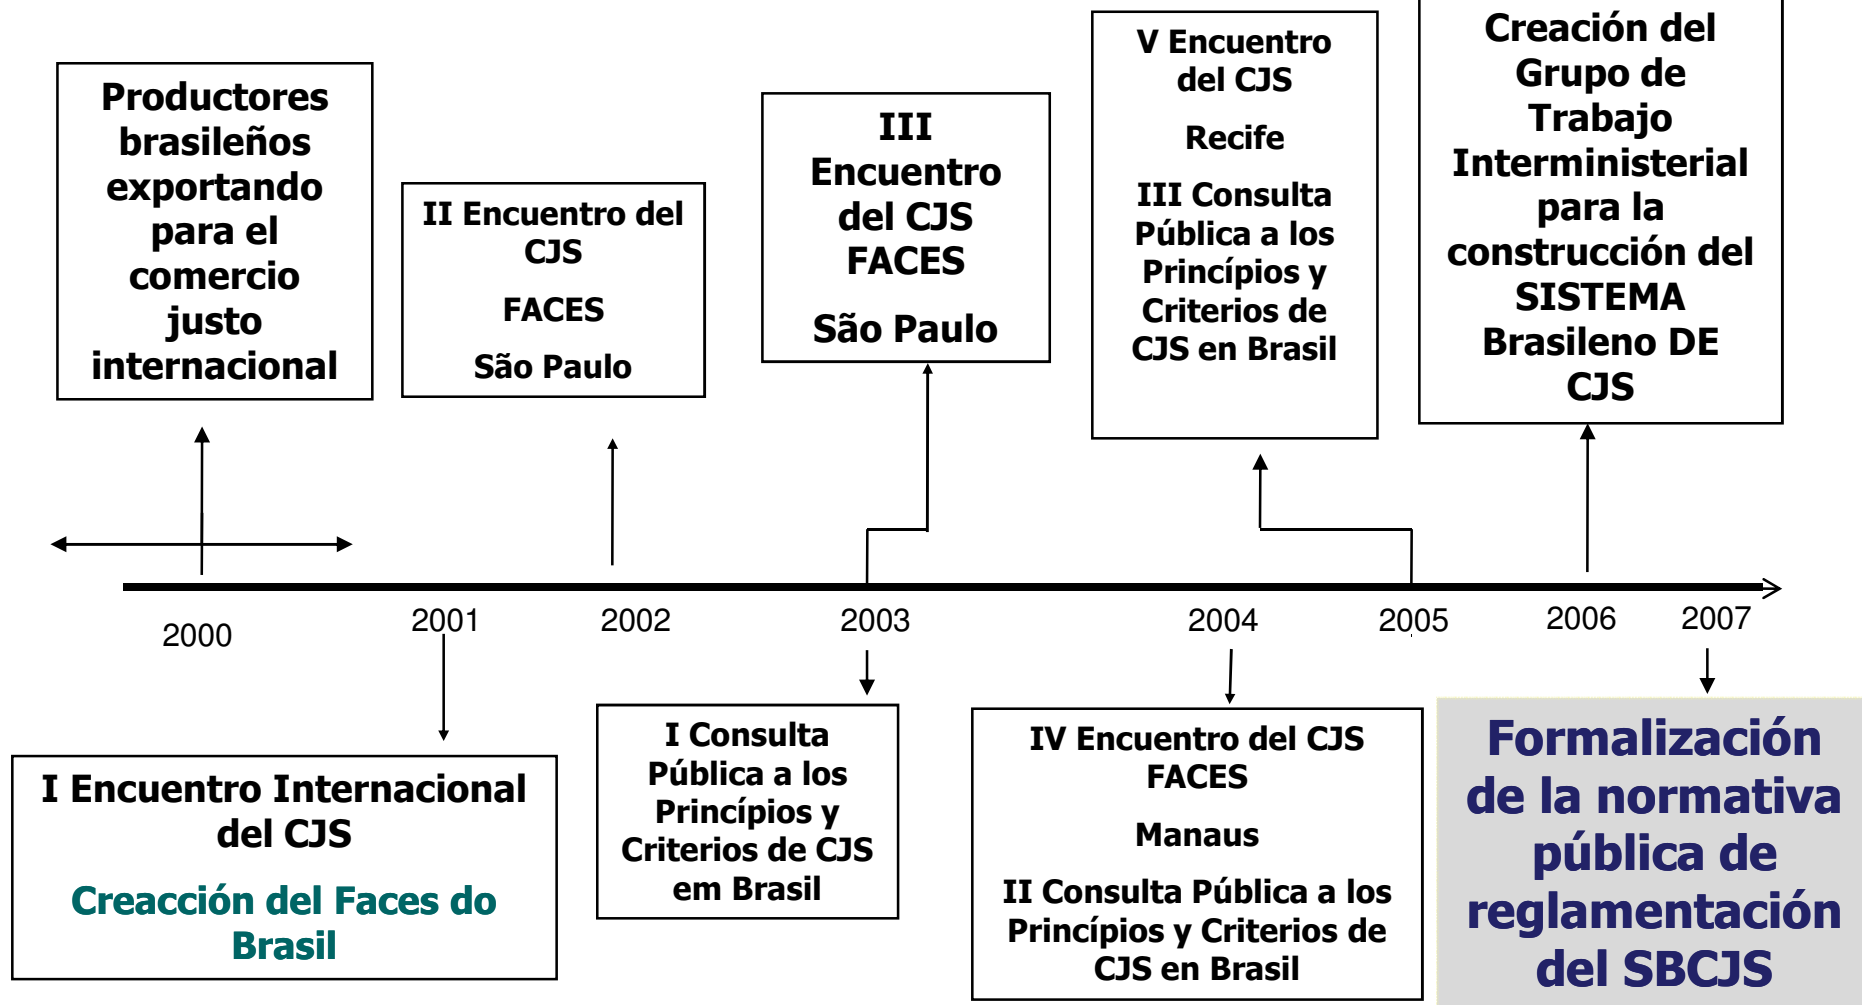 Productores
brasileños
exportando
para el
comercio
justo
internacional
II Encuentro del
CJS
FACES
São Paulo
III
Encuentro
del CJS
FACES
São Paulo
V Encuentro
del CJS
Recife
III Consulta
Pública a los
Princípios y
Criterios de
CJS en Brasil
Creación del
Grupo de
Trabajo
Interministerial
para la
construcción del
SISTEMA
Brasileno DE
CJS
2000
2001
2002
2003
2004
2005
2006
2007
I Encuentro Internacional
del CJS
Creacción del Faces do
Brasil
I Consulta
Pública a los
Princípios y
Criterios de CJS
em Brasil
IV Encuentro del CJS
FACES
Manaus
II Consulta Pública a los
Princípios y Criterios de
CJS en Brasil
Formalización
de la normativa
pública de
reglamentación
del SBCJS